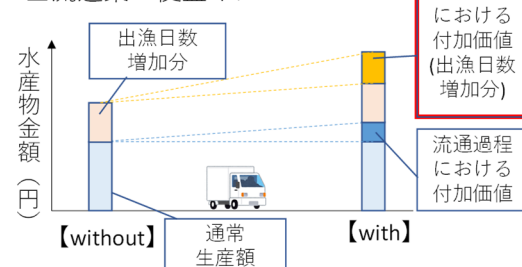 出漁日数
増加分
水産物金額（円）
【without】
通常
生産額
【with】
における
付加価値
(出漁日数
増加分)
流通過程
における
付加価値